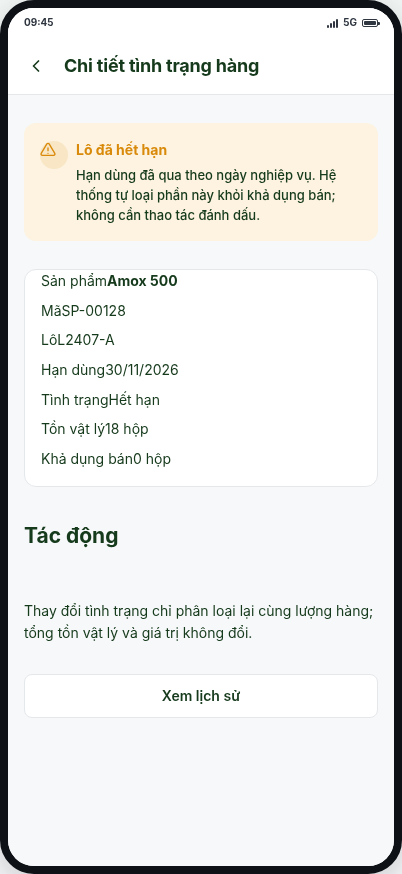 09:45
5G
Chi tiết tình trạng hàng
Lô đã hết hạn
Hạn dùng đã qua theo ngày nghiệp vụ. Hệ
thống tự loại phần này khỏi khả dụng bán;
không cần thao tác đánh dấu.
Sản phẩmAmox 500
MãSP-00128
LôL2407-A
Hạn dùng30/11/2026
Tình trạngHết hạn
Tồn vật lý18 hộp
Khả dụng bán0 hộp
Tác động
Thay đổi tình trạng chỉ phân loại lại cùng lượng hàng;
tổng tồn vật lý và giá trị không đổi.
Xem lịch sử